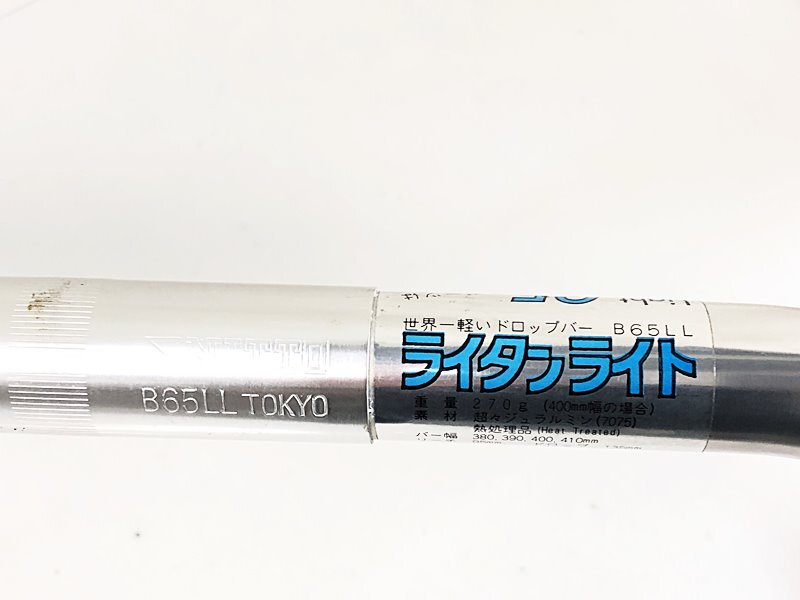 世界一軽いドロップバー B65LL
ライタンライト
重量 270g (400mm幅の場合)
素材 超々ジュラルミン(7075)
熱処理品(Heat Treated)
バー幅 380, 390, 400, 410mm
B65LL TOKYO